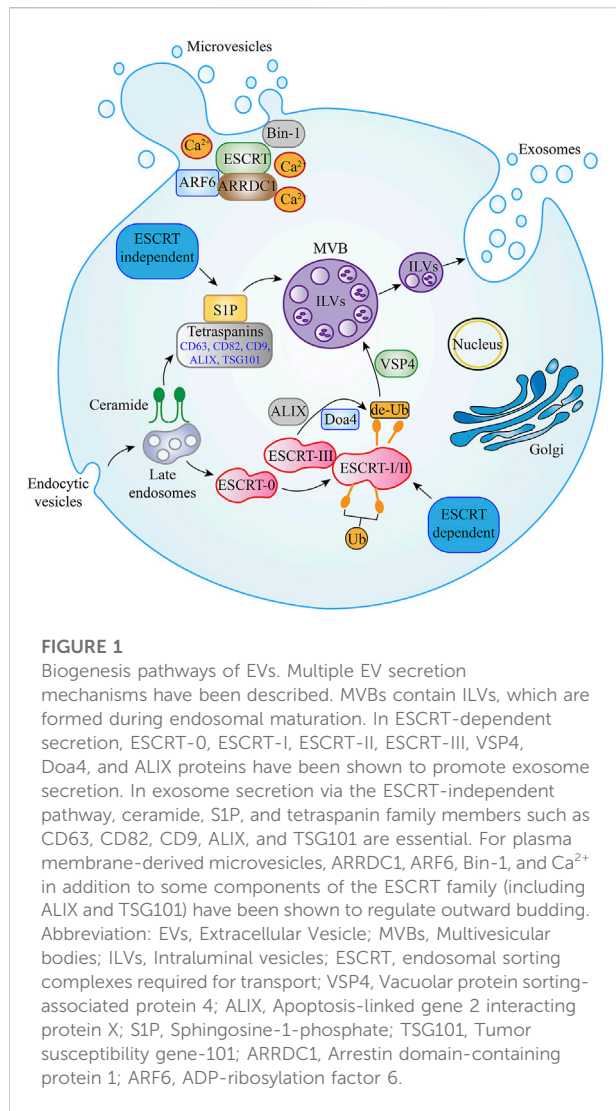 Microvesicles
Bin-1
Ca²⁺
ESCRT
Ca²⁺
ARF6
ARRDC1
Ca²⁺
Exosomes
ESCRT
independent
MVB
ILVs
ILVs
S1P
Tetraspanins
CD63, CD82, CD9,
ALIX, TSG101
Nucleus
VSP4
Ceramide
ALIX
Doa4
de-Ub
Golgi
Late
endosomes
Endocytic
vesicles
ESCRT-III
ESCRT-0
ESCRT-I/II
ESCRT
dependent
Ub
FIGURE 1
Biogenesis pathways of EVs. Multiple EV secretion
mechanisms have been described. MVBs contain ILVs, which are
formed during endosomal maturation. In ESCRT-dependent
secretion, ESCRT-0, ESCRT-I, ESCRT-II, ESCRT-III, VSP4,
Doa4, and ALIX proteins have been shown to promote exosome
secretion. In exosome secretion via the ESCRT-independent
pathway, ceramide, S1P, and tetraspanin family members such as
CD63, CD82, CD9, ALIX, and TSG101 are essential. For plasma
membrane-derived microvesicles, ARRDC1, ARF6, Bin-1, and Ca²⁺
in addition to some components of the ESCRT family (including
ALIX and TSG101) have been shown to regulate outward budding.
Abbreviation: EVs, Extracellular Vesicle; MVBs, Multivesicular
bodies; ILVs, Intraluminal vesicles; ESCRT, endosomal sorting
complexes required for transport; VSP4, Vacuolar protein sorting-
associated protein 4; ALIX, Apoptosis-linked gene 2 interacting
protein X; S1P, Sphingosine-1-phosphate; TSG101, Tumor
susceptibility gene-101; ARRDC1, Arrestin domain-containing
protein 1; ARF6, ADP-ribosylation factor 6.